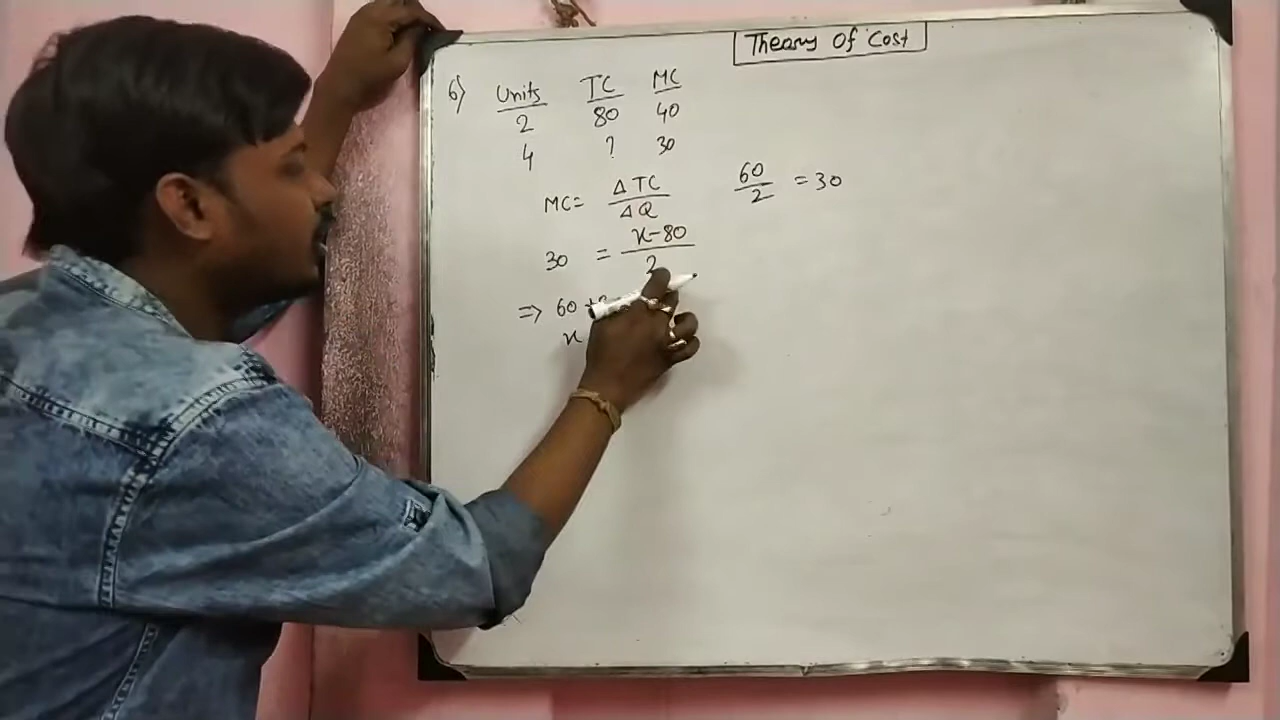 Theory Of Cost
6) Units TC MC
2 80 40
4 ? 30
MC= ΔTC/ΔQ
60/2 =30
30 = x-80/2
⇒ 60 +
x